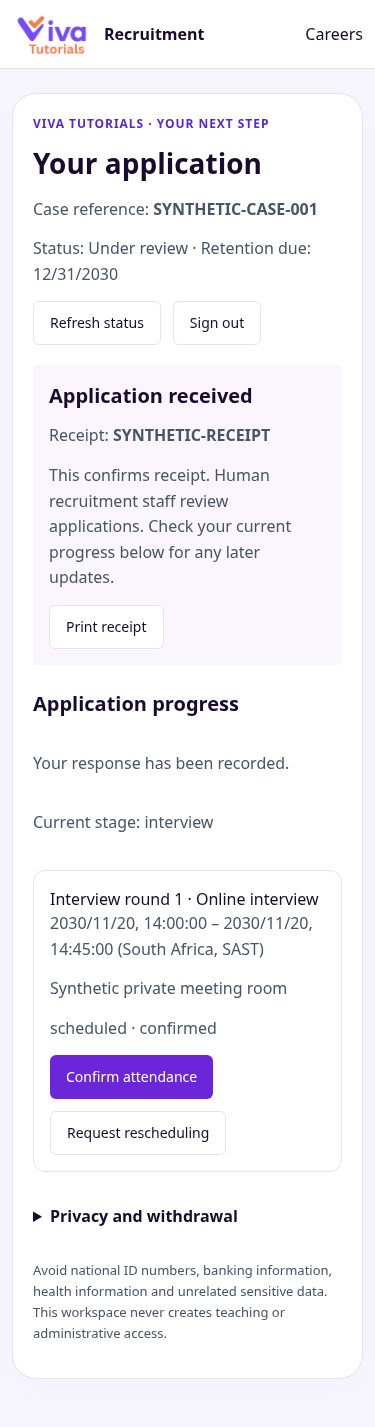 Viva
Tutorials
Recruitment
Careers
VIVA TUTORIALS · YOUR NEXT STEP
Your application
Case reference: SYNTHETIC-CASE-001
Status: Under review · Retention due:
12/31/2030
Refresh status
Sign out
Application received
Receipt: SYNTHETIC-RECEIPT
This confirms receipt. Human
recruitment staff review
applications. Check your current
progress below for any later
updates.
Print receipt
Application progress
Your response has been recorded.
Current stage: interview
Interview round 1 · Online interview
2030/11/20, 14:00:00 – 2030/11/20,
14:45:00 (South Africa, SAST)
Synthetic private meeting room
scheduled · confirmed
Confirm attendance
Request rescheduling
Privacy and withdrawal
Avoid national ID numbers, banking information,
health information and unrelated sensitive data.
This workspace never creates teaching or
administrative access.